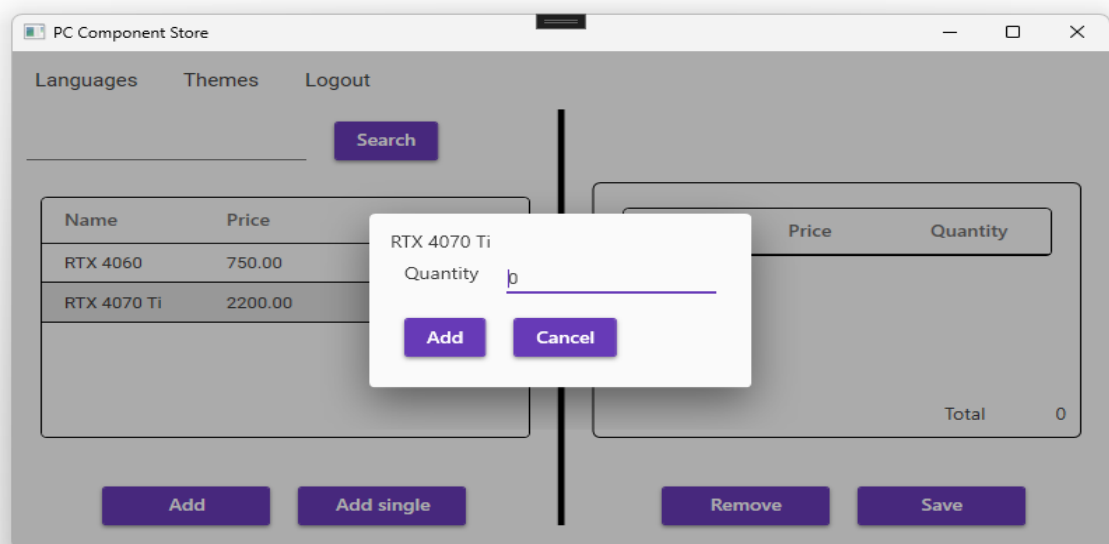 PC Component Store
Languages Themes Logout
Search
Name Price
RTX 4060 750.00
RTX 4070 Ti 2200.00
Price Quantity
Total 0
RTX 4070 Ti
Quantity 0
Add Cancel
Add Add single Remove Save